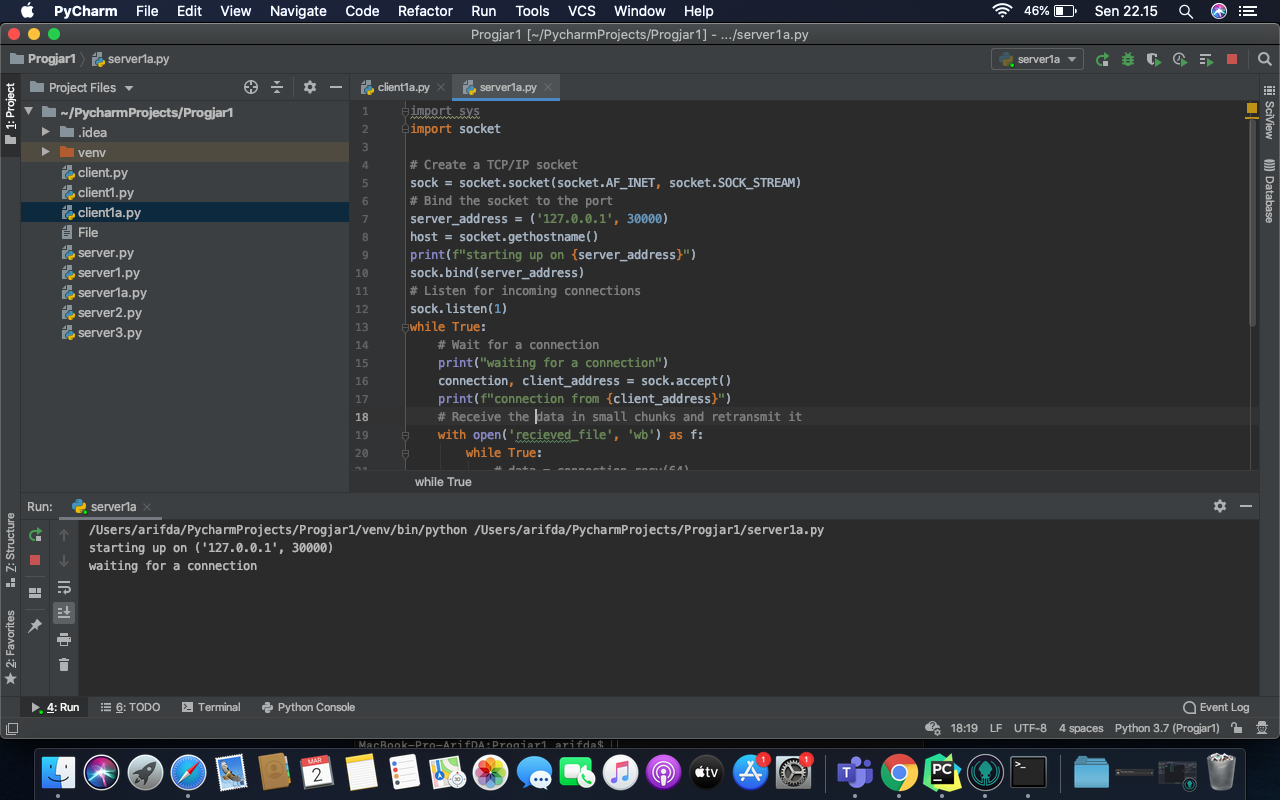 PyCharm File Edit View Navigate Code Refactor Run Tools VCS Window Help 46% Sen 22.15
Progjar1 [~/PycharmProjects/Progjar1] - .../server1a.py
Progjar1 server1a.py server1a
1: Project
Project Files
~/PycharmProjects/Progjar1
.idea
venv
client.py
client1.py
client1a.py
File
server.py
server1.py
server1a.py
server2.py
server3.py
client1a.py server1a.py
1 import sys
2 import socket
3
4 # Create a TCP/IP socket
5 sock = socket.socket(socket.AF_INET, socket.SOCK_STREAM)
6 # Bind the socket to the port
7 server_address = ('127.0.0.1', 30000)
8 host = socket.gethostname()
9 print(f"starting up on {server_address}")
10 sock.bind(server_address)
11 # Listen for incoming connections
12 sock.listen(1)
13 while True:
14 # Wait for a connection
15 print("waiting for a connection")
16 connection, client_address = sock.accept()
17 print(f"connection from {client_address}")
18 # Receive the data in small chunks and retransmit it
19 with open('recieved_file', 'wb') as f:
20 while True:
21 # data = connection.recv(64)
while True
SciView
Database
Run: server1a
/Users/arifda/PycharmProjects/Progjar1/venv/bin/python /Users/arifda/PycharmProjects/Progjar1/server1a.py
starting up on ('127.0.0.1', 30000)
waiting for a connection
Z: Structure
2: Favorites
4: Run 6: TODO Terminal Python Console Event Log
18:19 LF UTF-8 4 spaces Python 3.7 (Progjar1)
MacBook-Pro-ArifDA:Progjar1 arifda$
MAR
2
tv
1
1
T
PC
>_